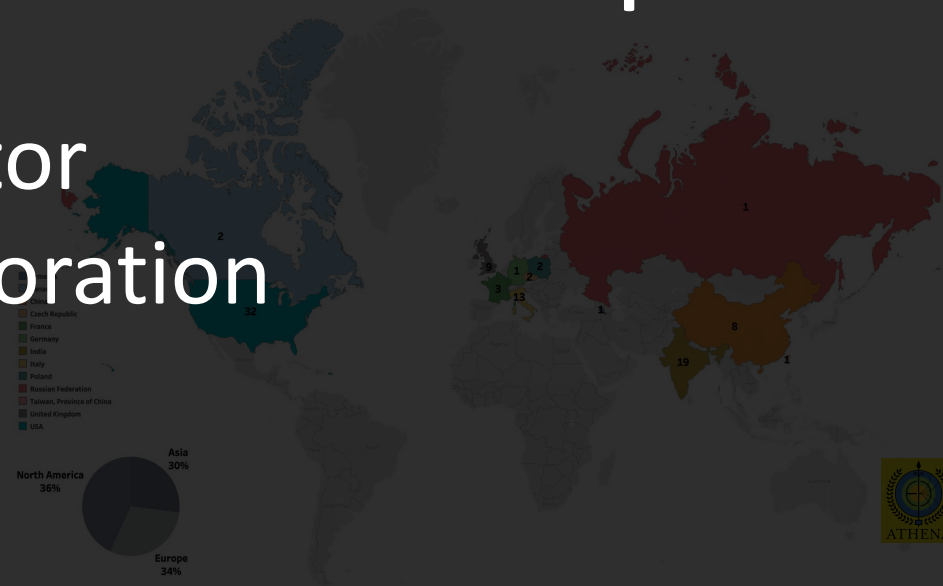 tor
oration
2
1
9
1
2
2
3
13
32
1
8
1
19
Czech Republic
France
Germany
India
Italy
Poland
Russian Federation
Taiwan, Province of China
United Kingdom
USA
Asia
30%
North America
36%
Europe
34%
ATHENA